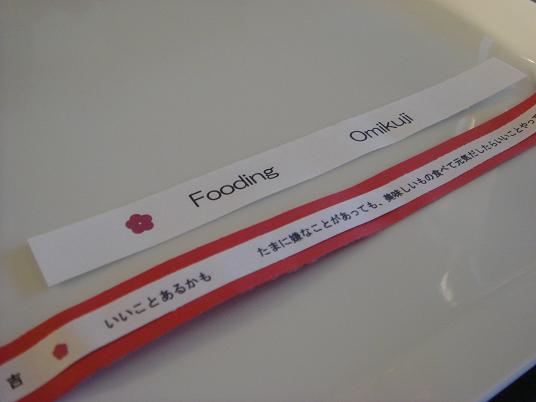 Fooding Omikuji
吉 いいことあるかも たまに嫌なことがあっても、美味しいもの食べて元気だしたらいいことやって